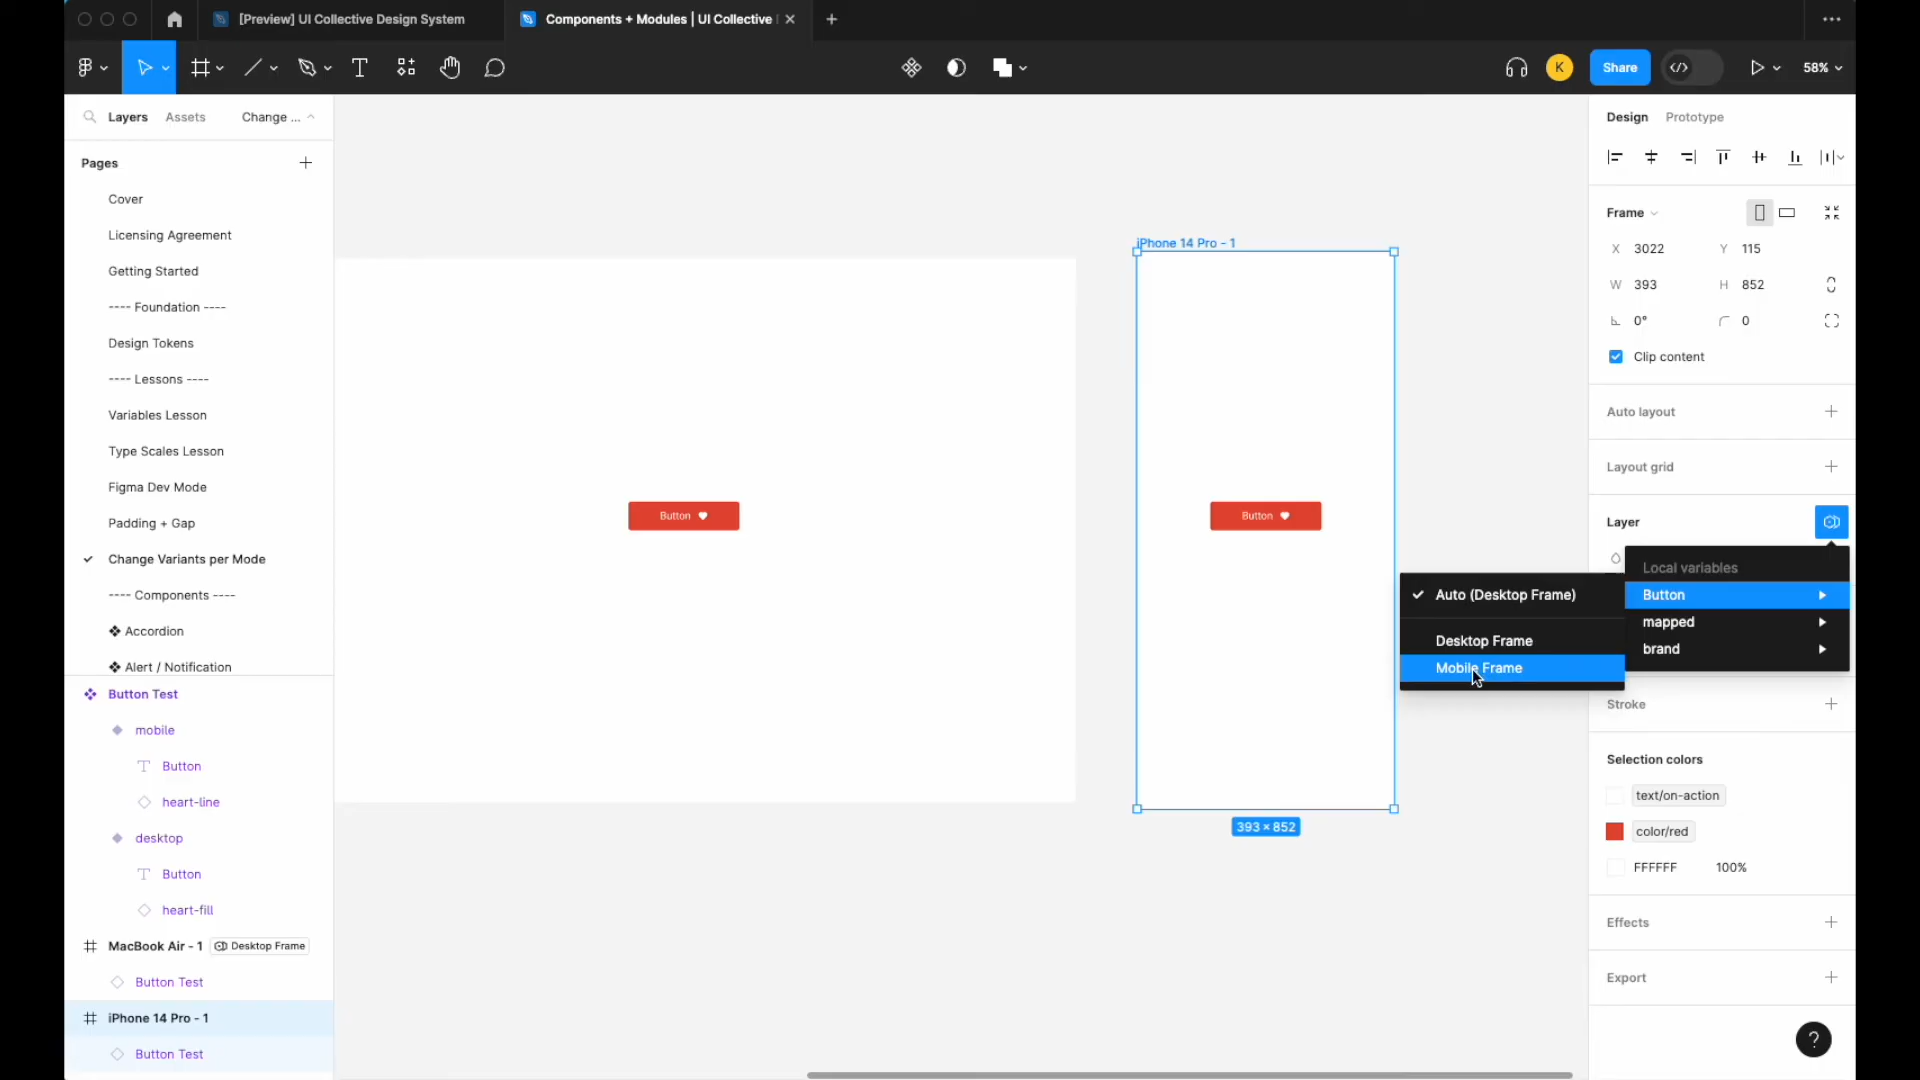 [Preview] UI Collective Design System
Components + Modules | UI Collective
K
Share
58%
Layers
Assets
Change ...
Pages
Cover
Licensing Agreement
Getting Started
---- Foundation ----
Design Tokens
---- Lessons ----
Variables Lesson
Type Scales Lesson
Figma Dev Mode
Padding + Gap
Change Variants per Mode
---- Components ----
❖ Accordion
❖ Alert / Notification
Button Test
mobile
Button
heart-line
desktop
Button
heart-fill
MacBook Air - 1
Desktop Frame
Button Test
iPhone 14 Pro - 1
Button Test
Button
iPhone 14 Pro - 1
Button
393 × 852
Design
Prototype
Frame
X 3022
Y 115
W 393
H 852
0°
0
Clip content
Auto layout
Layout grid
Layer
Local variables
Button
mapped
brand
Auto (Desktop Frame)
Desktop Frame
Mobile Frame
Stroke
Selection colors
text/on-action
color/red
FFFFFF 100%
Effects
Export
?